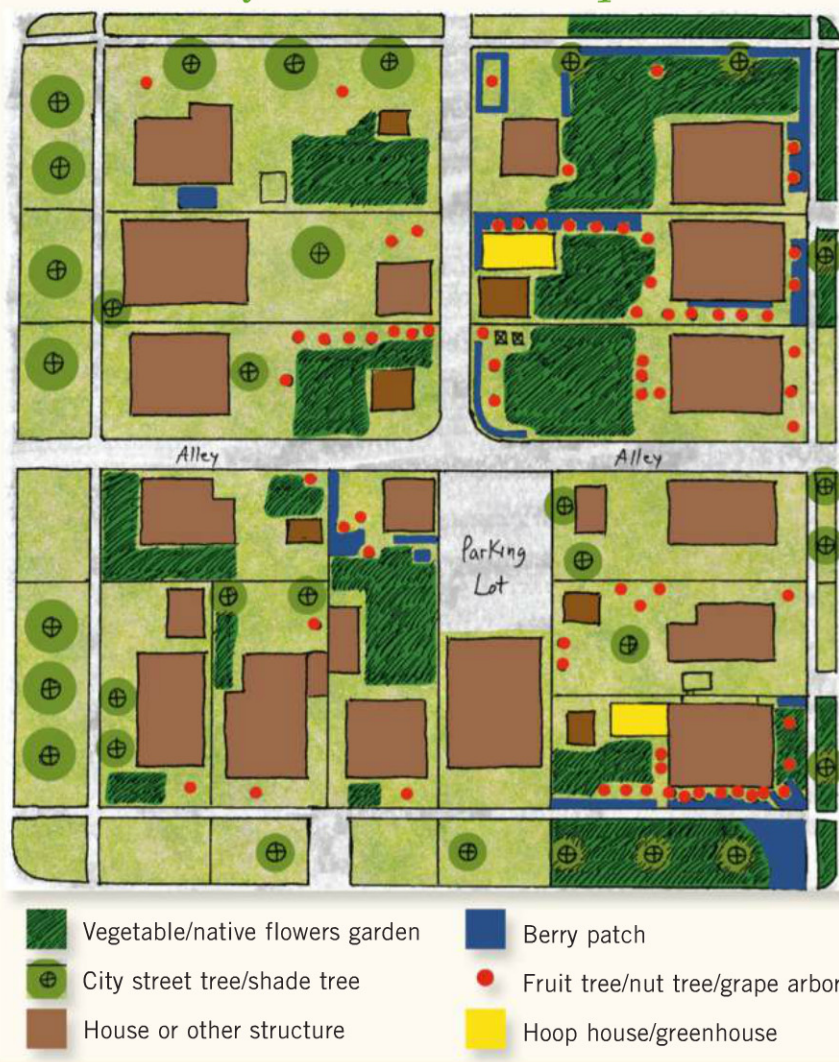 Alley
Alley
Parking
Lot
Vegetable/native flowers garden
Berry patch
City street tree/shade tree
Fruit tree/nut tree/grape arbor
House or other structure
Hoop house/greenhouse